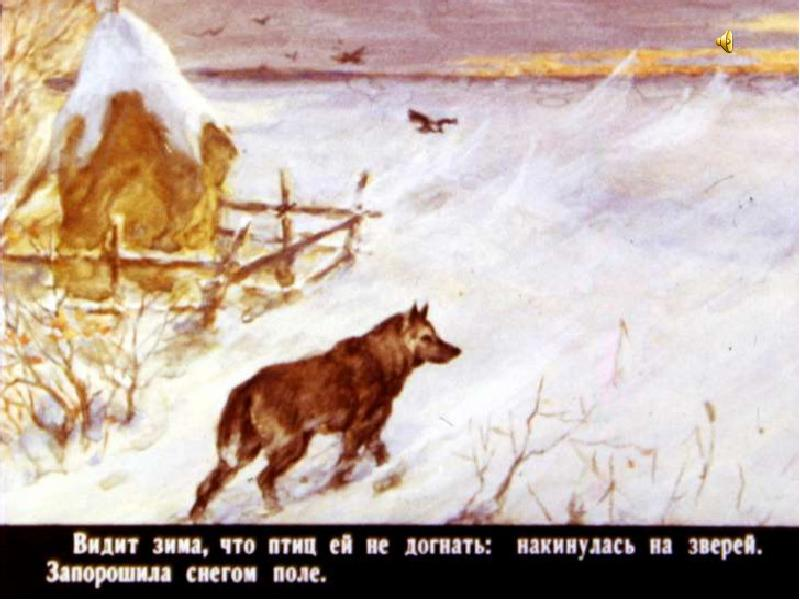 Видит зима, что птиц ей не догнать: накинулась на зверей.
Запорошила снегом поле.